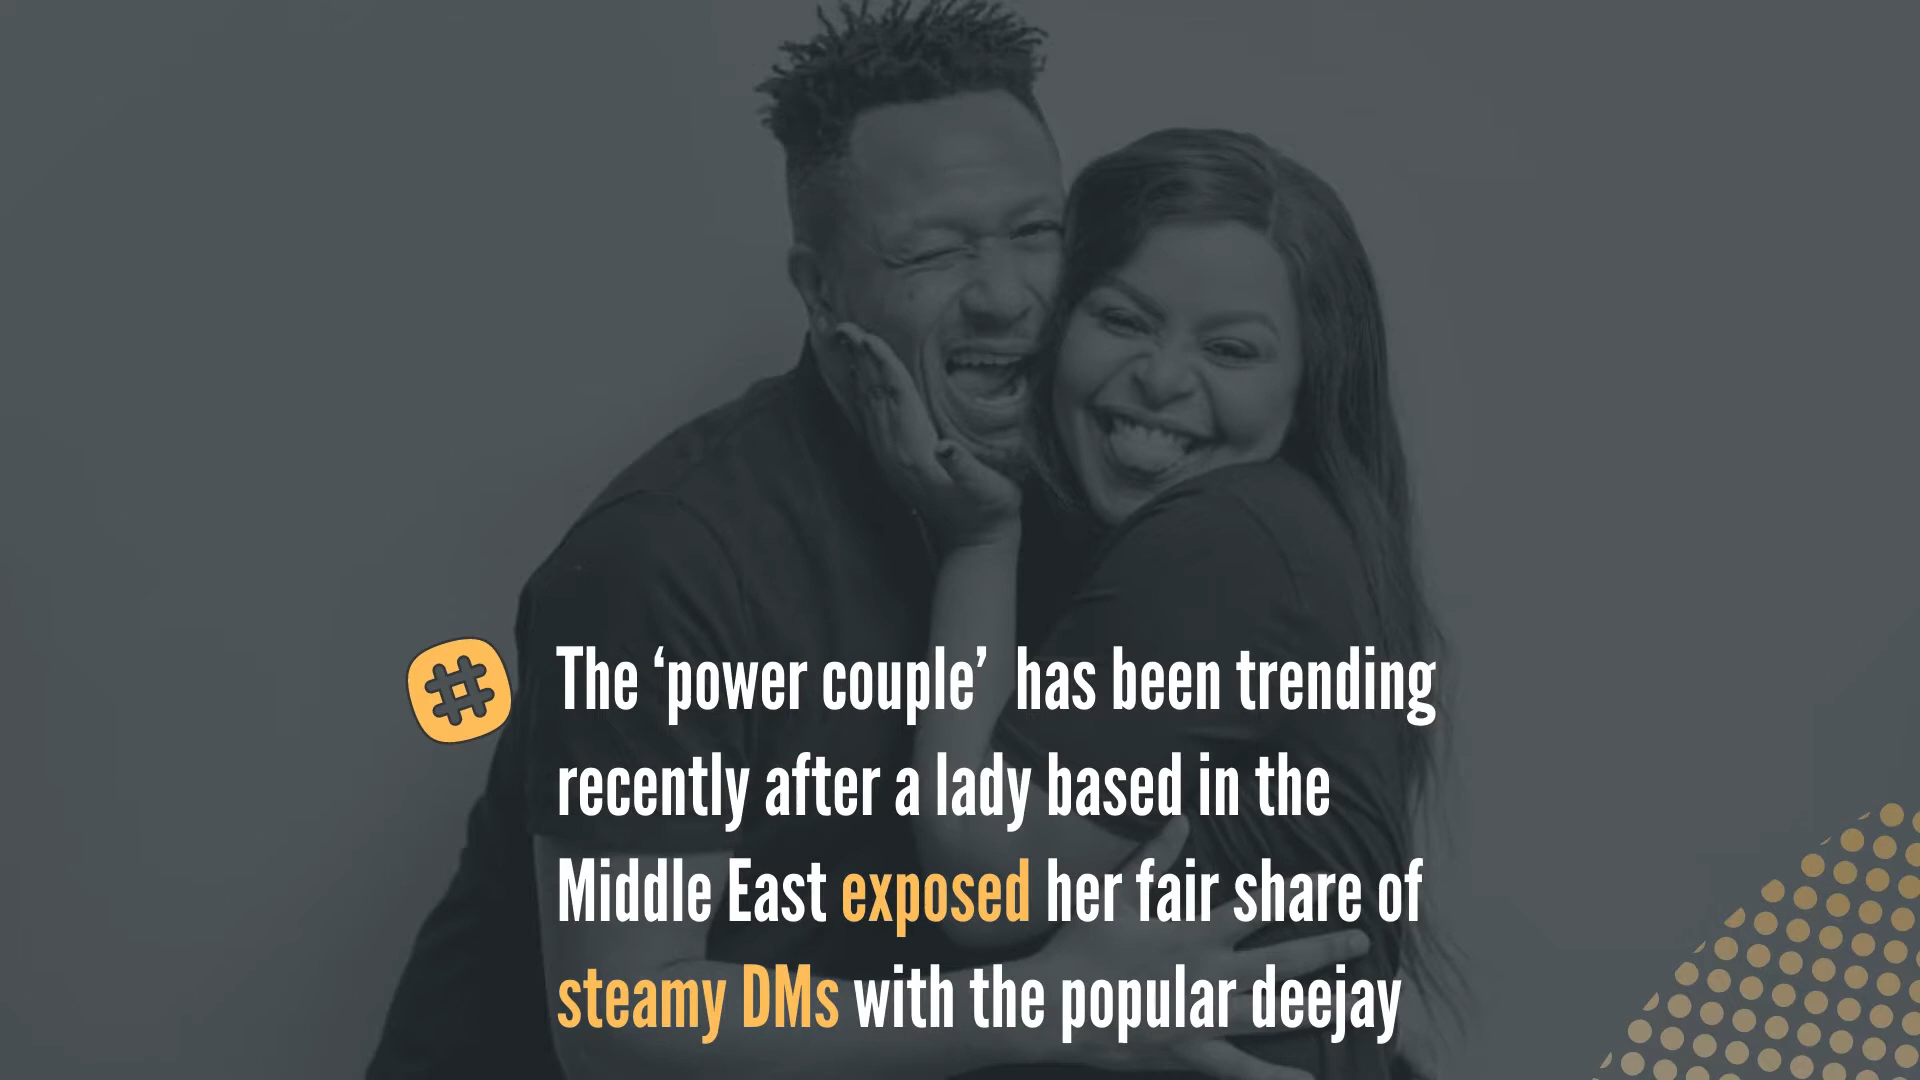 The ‘power couple’ has been trending
recently after a lady based in the
Middle East exposed her fair share of
steamy DMs with the popular deejay